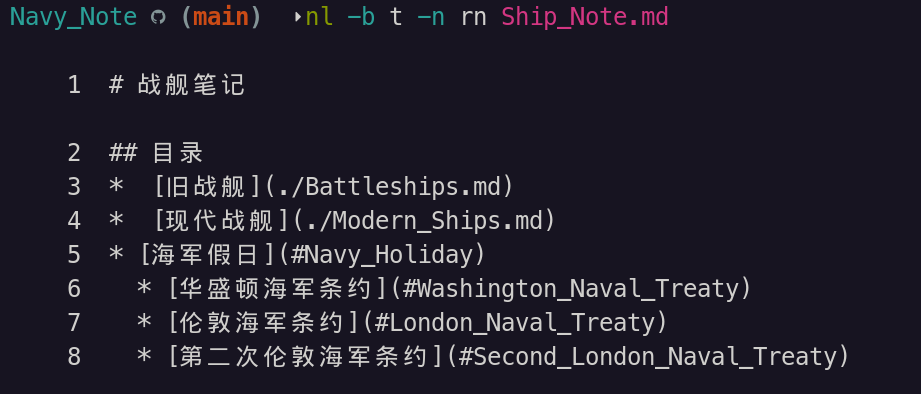 Navy_Note (main) ❯nl -b t -n rn Ship_Note.md
1 # 战舰笔记
2 ## 目录
3 *  [旧战舰](./Battleships.md)
4 *  [现代战舰](./Modern_Ships.md)
5 * [海军假日](#Navy_Holiday)
6   * [华盛顿海军条约](#Washington_Naval_Treaty)
7   * [伦敦海军条约](#London_Naval_Treaty)
8   * [第二次伦敦海军条约](#Second_London_Naval_Treaty)